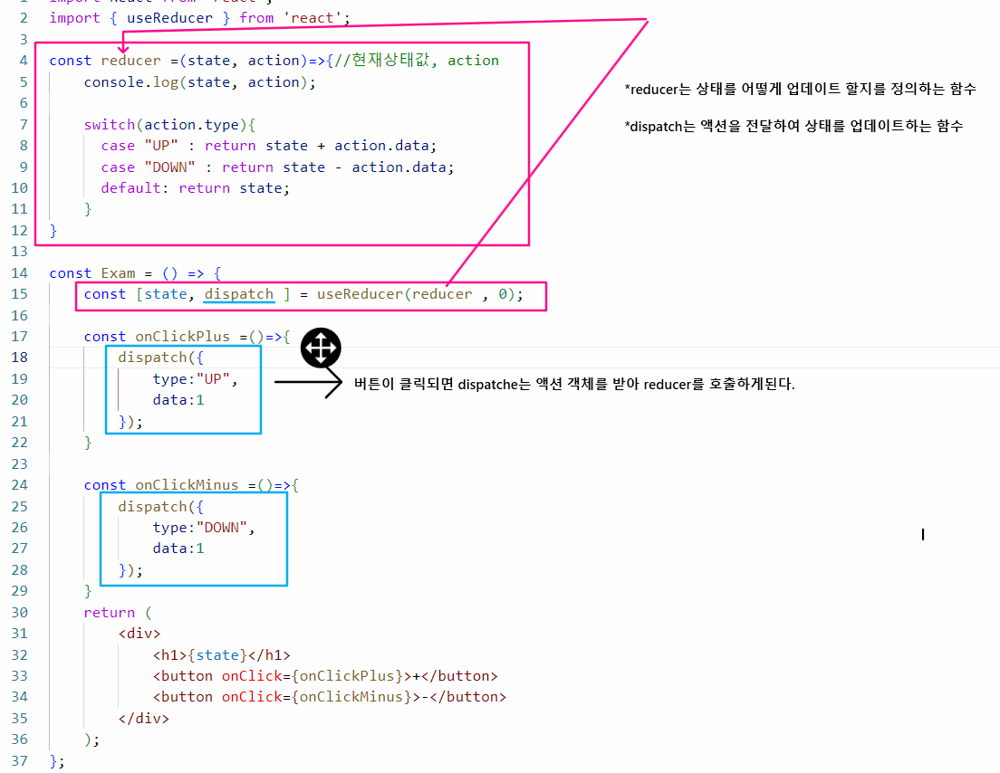 import React from 'react';
2 import { useReducer } from 'react';
3
4 const reducer =(state, action)=>{//현재상태값, action
5 console.log(state, action);
6
7 switch(action.type){
8 case "UP" : return state + action.data;
9 case "DOWN" : return state - action.data;
10 default: return state;
11 }
12 }
*reducer는 상태를 어떻게 업데이트 할지를 정의하는 함수
*dispatch는 액션을 전달하여 상태를 업데이트하는 함수
13
14 const Exam = () => {
15 const [state, dispatch ] = useReducer(reducer , 0);
16
17 const onClickPlus =()=>{
18 dispatch({
19 type:"UP",
20 data:1
21 });
22 }
버튼이 클릭되면 dispatche는 액션 객체를 받아 reducer를 호출하게된다.
23
24 const onClickMinus =()=>{
25 dispatch({
26 type:"DOWN",
27 data:1
28 });
29 }
30 return (
31 <div>
32 <h1>{state}</h1>
33 <button onClick={onClickPlus}>+</button>
34 <button onClick={onClickMinus}>-</button>
35 </div>
36 );
37 };